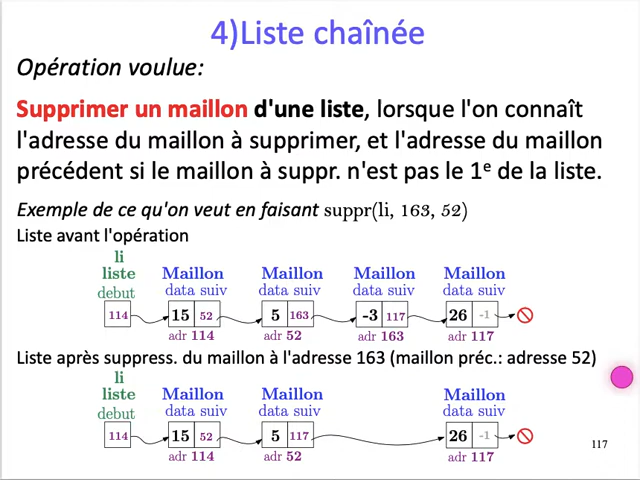 4)Liste chaînée
Opération voulue:
Supprimer un maillon d'une liste, lorsque l'on connaît
l'adresse du maillon à supprimer, et l'adresse du maillon
précédent si le maillon à suppr. n'est pas le 1e de la liste.
Exemple de ce qu'on veut en faisant suppr(li, 163, 52)
Liste avant l'opération
li
liste Maillon Maillon Maillon Maillon
debut data suiv data suiv data suiv data suiv
114 15 52 5 163 -3 117 26 -1
adr 114 adr 52 adr 163 adr 117
Liste après suppress. du maillon à l'adresse 163 (maillon préc.: adresse 52)
li
liste Maillon Maillon Maillon
debut data suiv data suiv data suiv
114 15 52 5 117 26 -1
adr 114 adr 52 adr 117
117